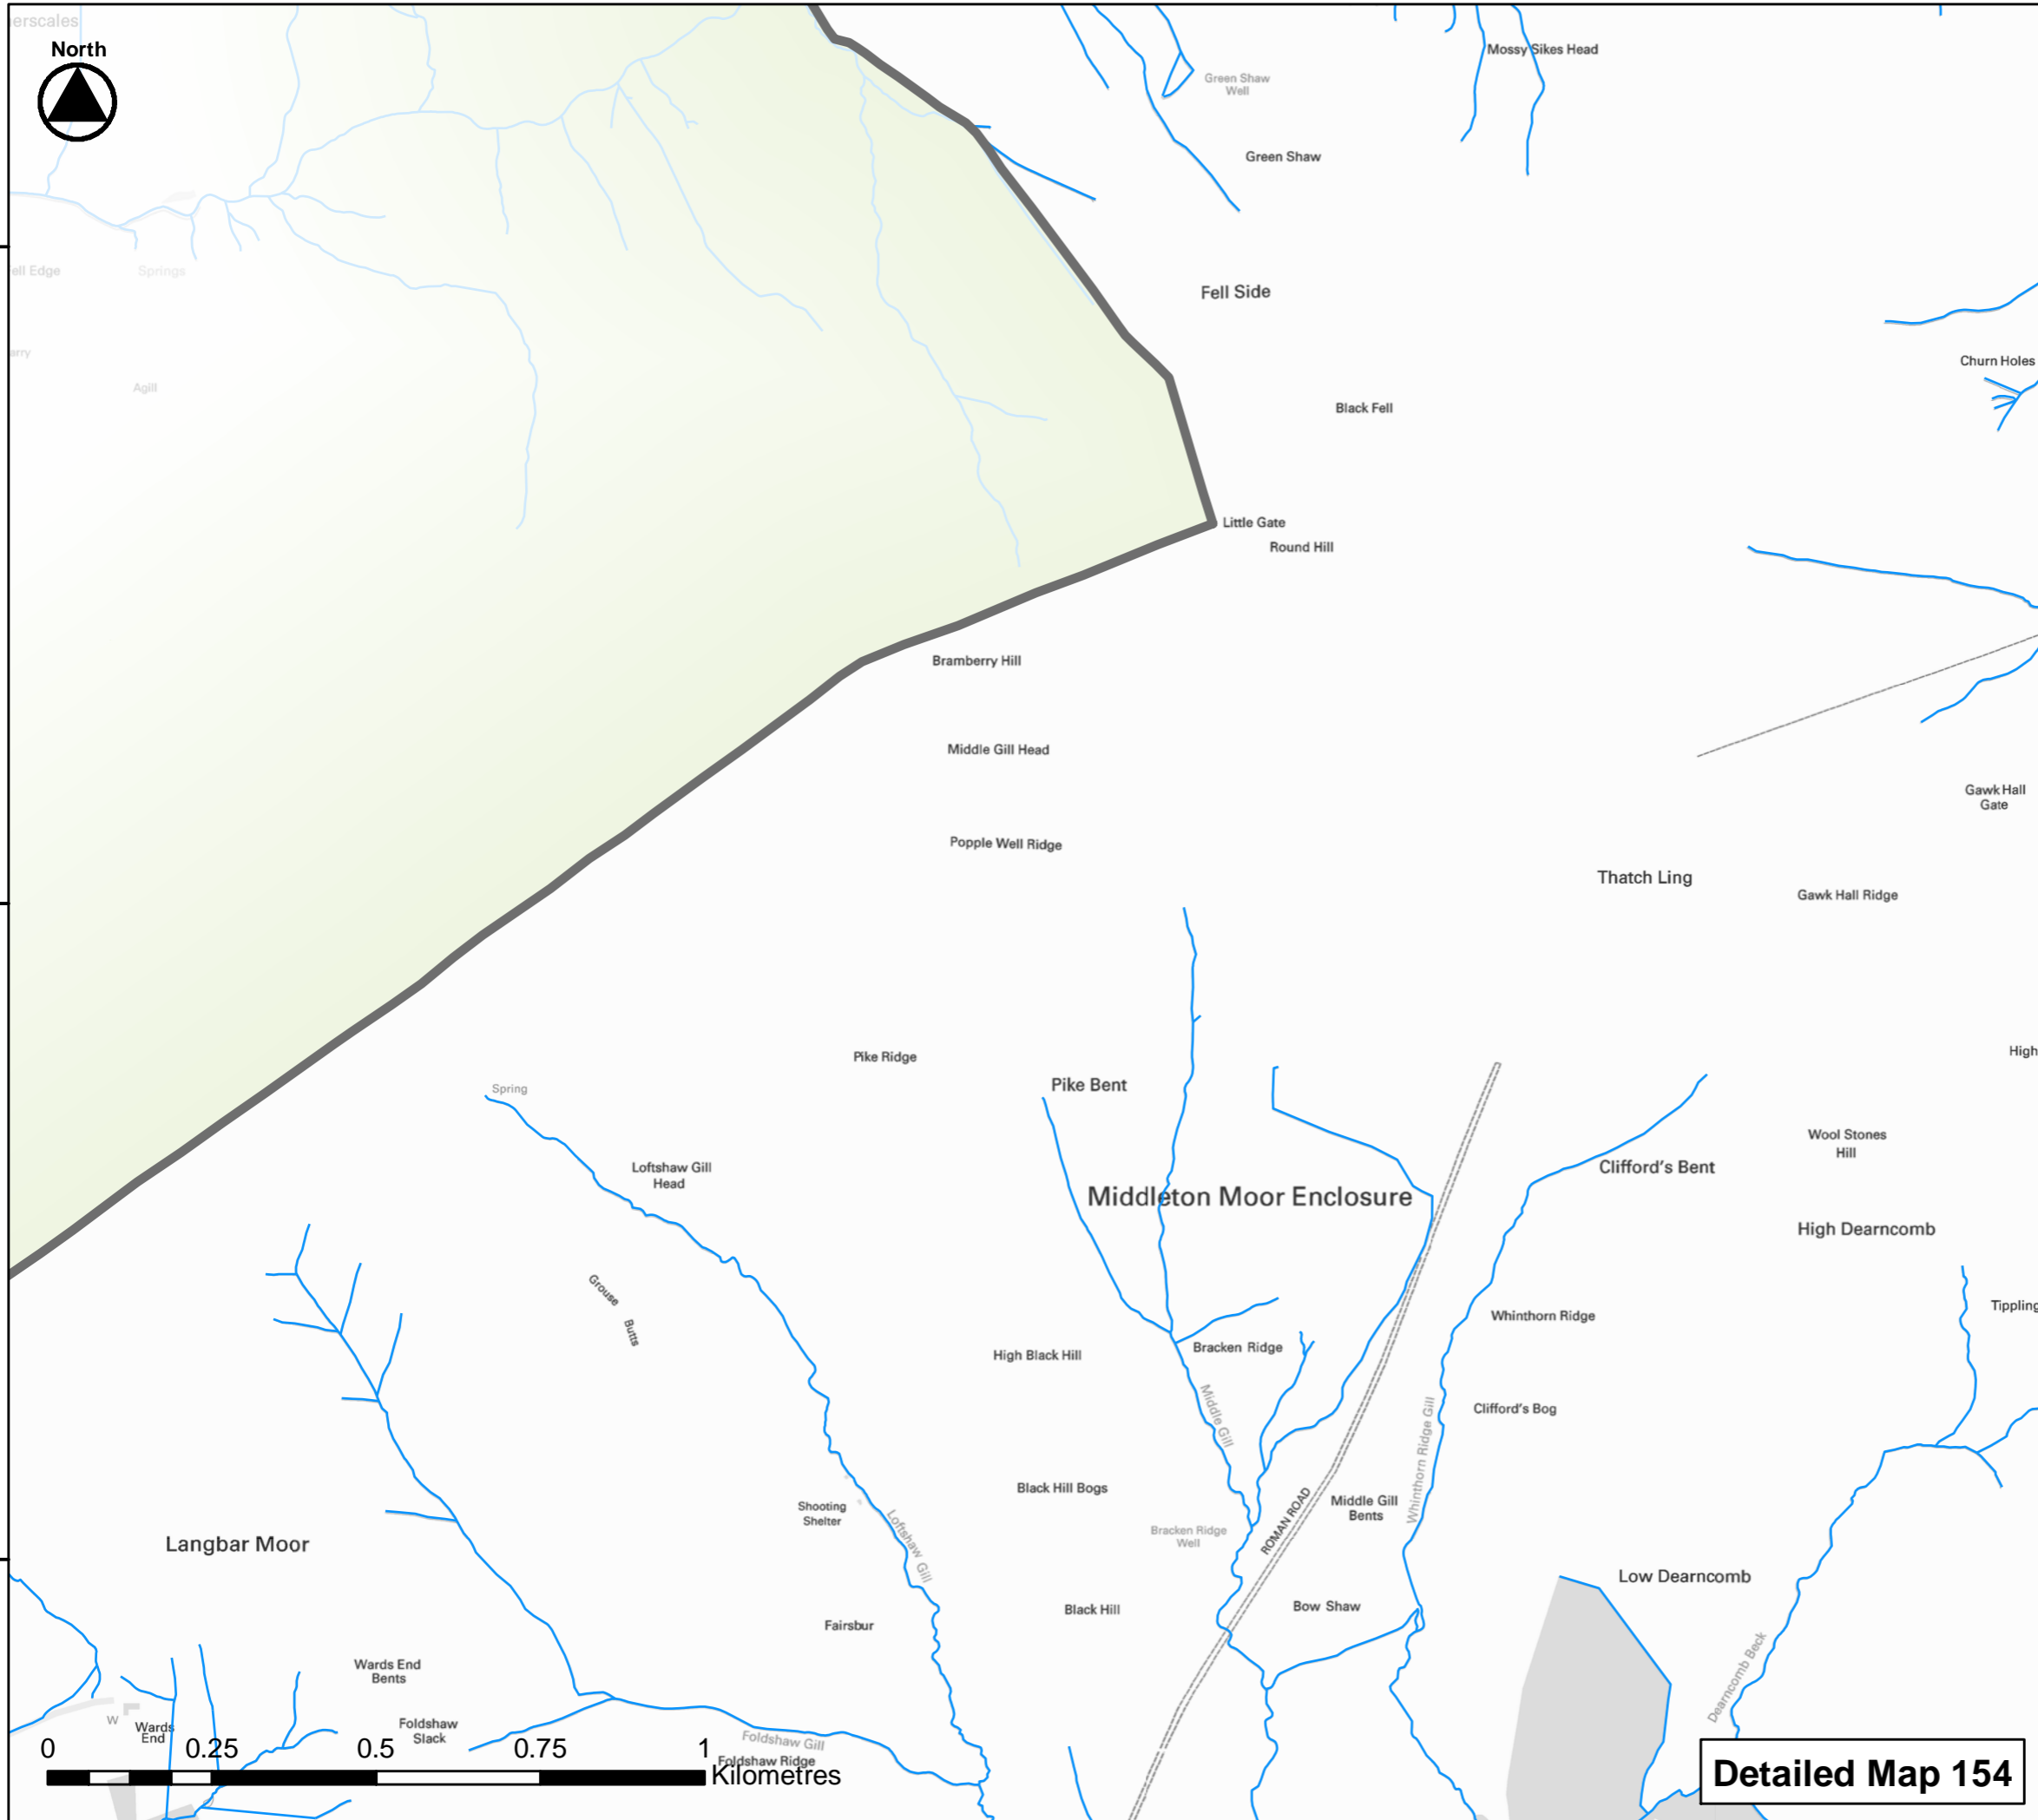 erscales
North
Mossy Sikes Head
Green Shaw
Well
Green Shaw
ell Edge
Springs
Fell Side
erry
Churn Holes
Agill
Black Fell
Little Gate
Round Hill
Bramberry Hill
Middle Gill Head
Gawk Hall
Gate
Popple Well Ridge
Thatch Ling
Gawk Hall Ridge
High
Pike Ridge
Pike Bent
Spring
Wool Stones
Hill
Loftshaw Gill
Head
Clifford's Bent
Middleton Moor Enclosure
High Dearncomb
Grouse
Butts
Tippling
Whinthorn Ridge
Bracken Ridge
High Black Hill
Middle Gill
Clifford's Bog
Whinthorn Ridge Gill
Black Hill Bogs
Shooting
Shelter
Middle Gill
Bents
ROMAN ROAD
Bracken Ridge
Well
Langbar Moor
Loftshaw Gill
Low Dearncomb
Black Hill
Bow Shaw
Fairsbur
Wards End
Bents
Dearncomb Beck
W
Wards
End
Foldshaw
Slack
Foldshaw Gill
Foldshaw Ridge
0 0.25 0.5 0.75 1
Kilometres
Detailed Map 154